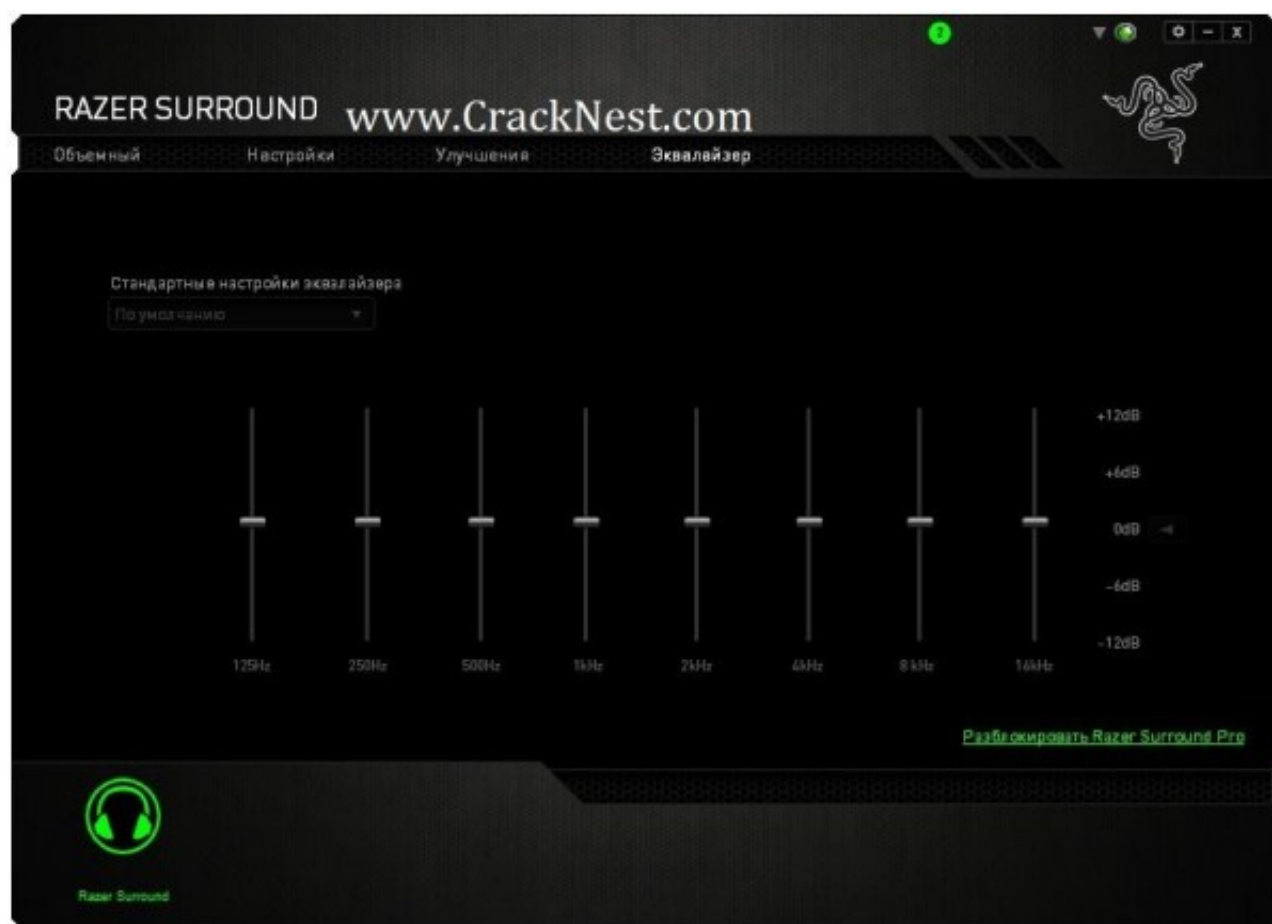 2
RAZER SURROUND
www.CrackNest.com
Объемный Настройки Улучшения Эквалайзер
Стандартные настройки эквалайзера
По умолчанию
+12dB
+6dB
0dB
-6dB
-12dB
125Hz 250Hz 500Hz 1kHz 2kHz 4kHz 8 kHz 16kHz
Разблокировать Razer Surround Pro
Razer Surround